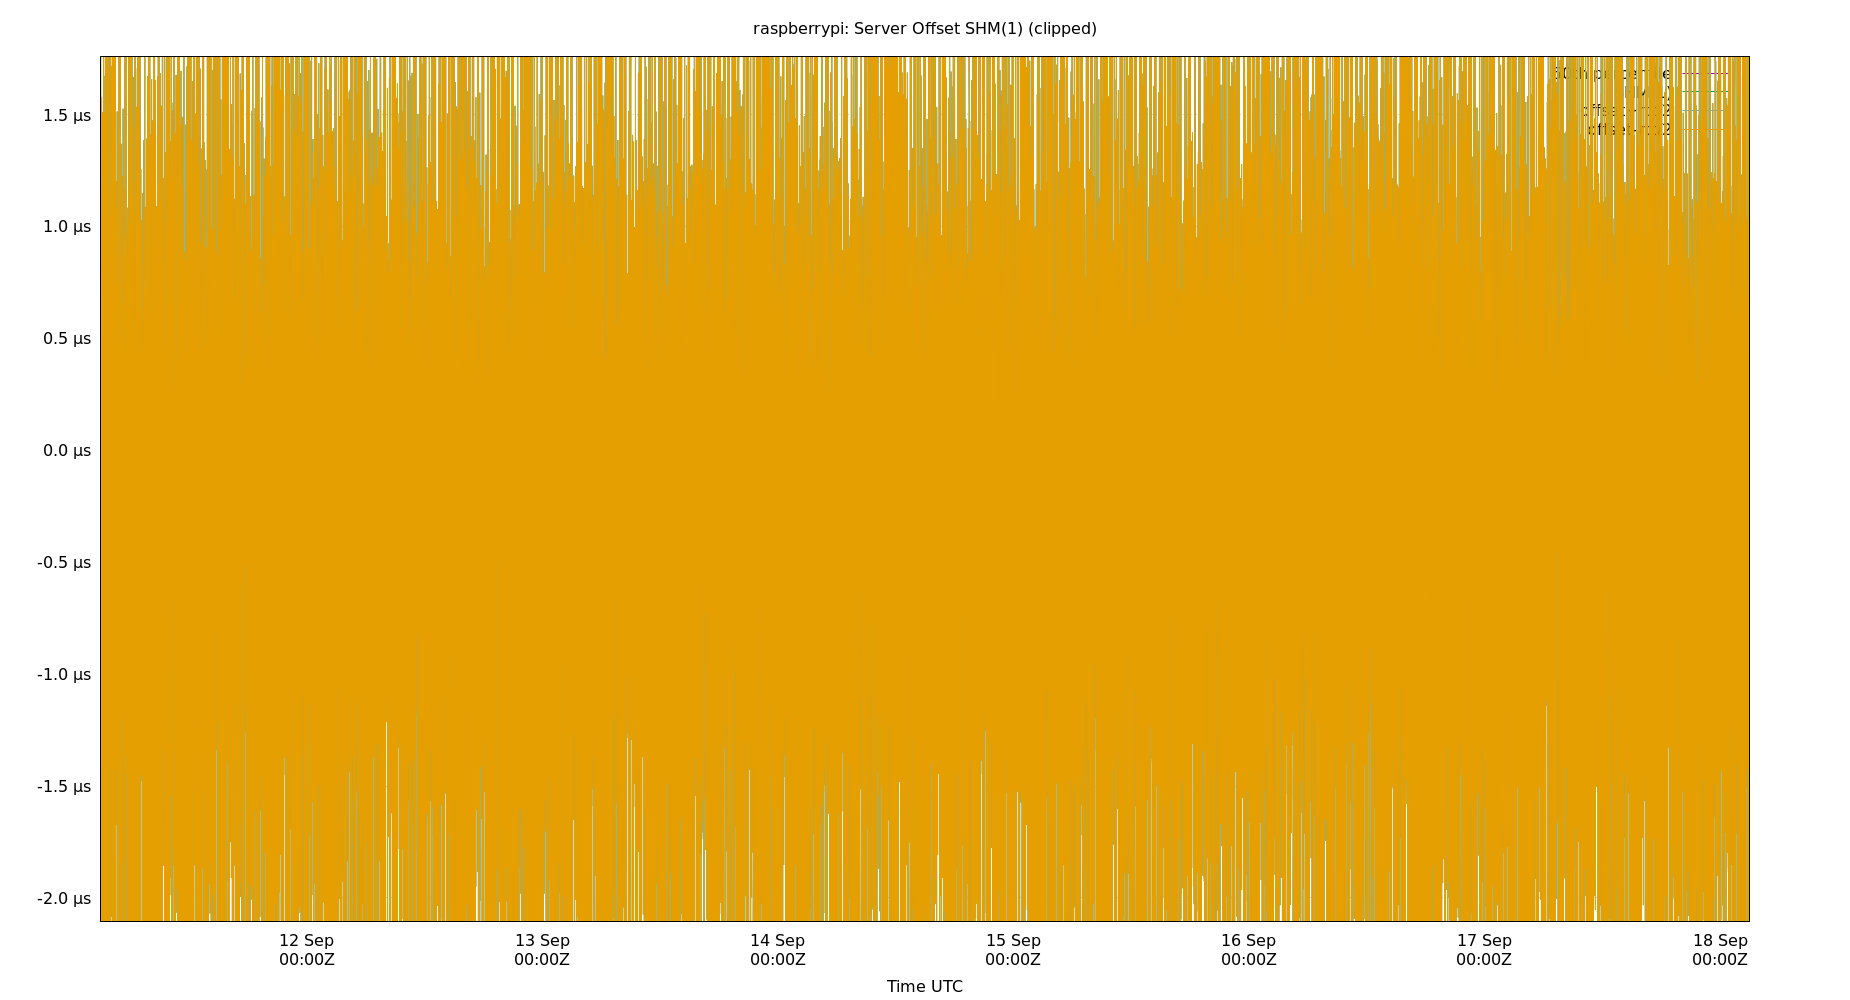 raspberrypi: Server Offset SHM(1) (clipped)
1.5 µs
1.0 µs
0.5 µs
0.0 µs
-0.5 µs
-1.0 µs
-1.5 µs
-2.0 µs
12 Sep 13 Sep 14 Sep 15 Sep 16 Sep 17 Sep 18 Sep
00:00Z 00:00Z 00:00Z 00:00Z 00:00Z 00:00Z 00:00Z
Time UTC